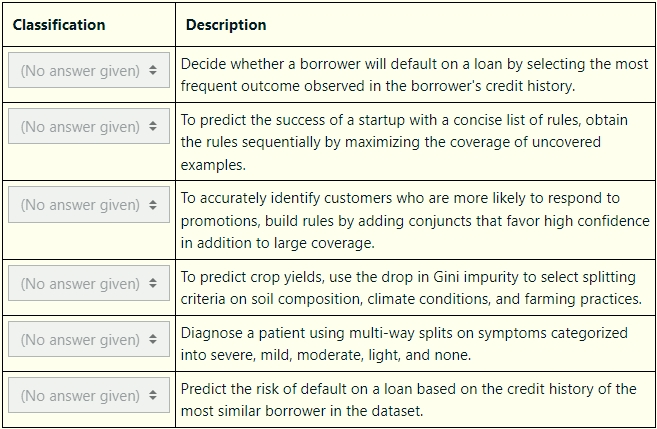 Classification Description
(No answer given) Decide whether a borrower will default on a loan by selecting the most
frequent outcome observed in the borrower's credit history.
(No answer given) To predict the success of a startup with a concise list of rules, obtain
the rules sequentially by maximizing the coverage of uncovered
examples.
(No answer given) To accurately identify customers who are more likely to respond to
promotions, build rules by adding conjuncts that favor high confidence
in addition to large coverage.
(No answer given) To predict crop yields, use the drop in Gini impurity to select splitting
criteria on soil composition, climate conditions, and farming practices.
(No answer given) Diagnose a patient using multi-way splits on symptoms categorized
into severe, mild, moderate, light, and none.
(No answer given) Predict the risk of default on a loan based on the credit history of the
most similar borrower in the dataset.